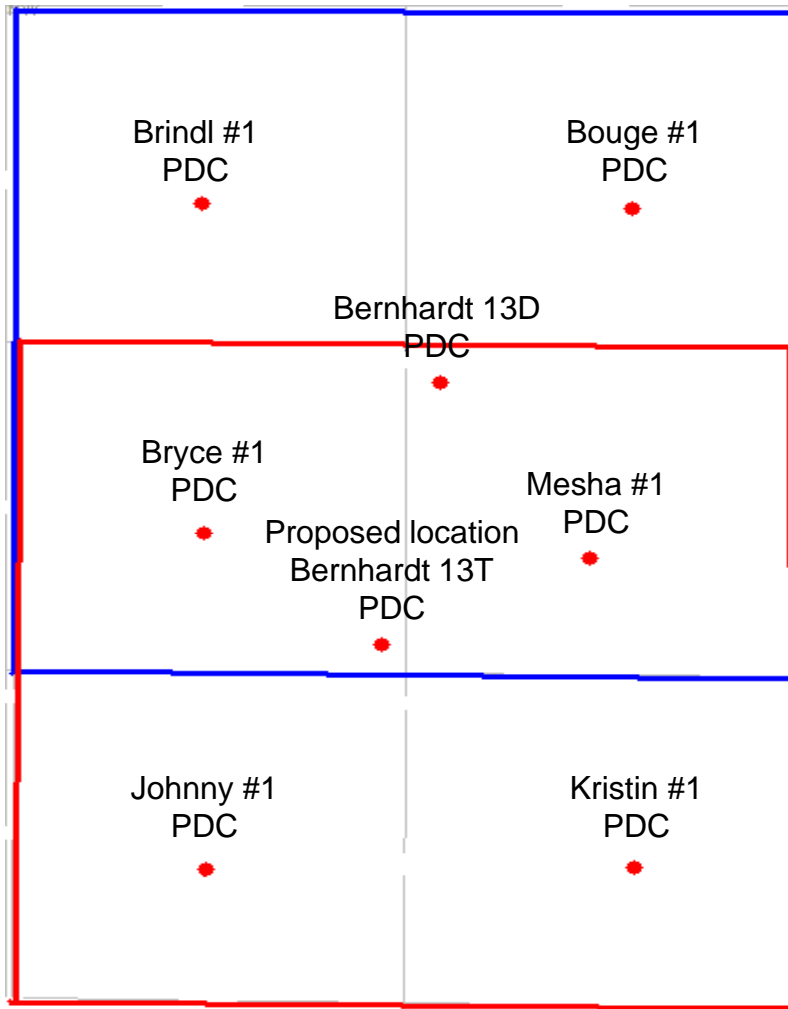 Brindl #1
PDC
Bouge #1
PDC
Bernhardt 13D
PDC
Bryce #1
PDC
Mesha #1
PDC
Proposed location
Bernhardt 13T
PDC
Johnny #1
PDC
Kristin #1
PDC